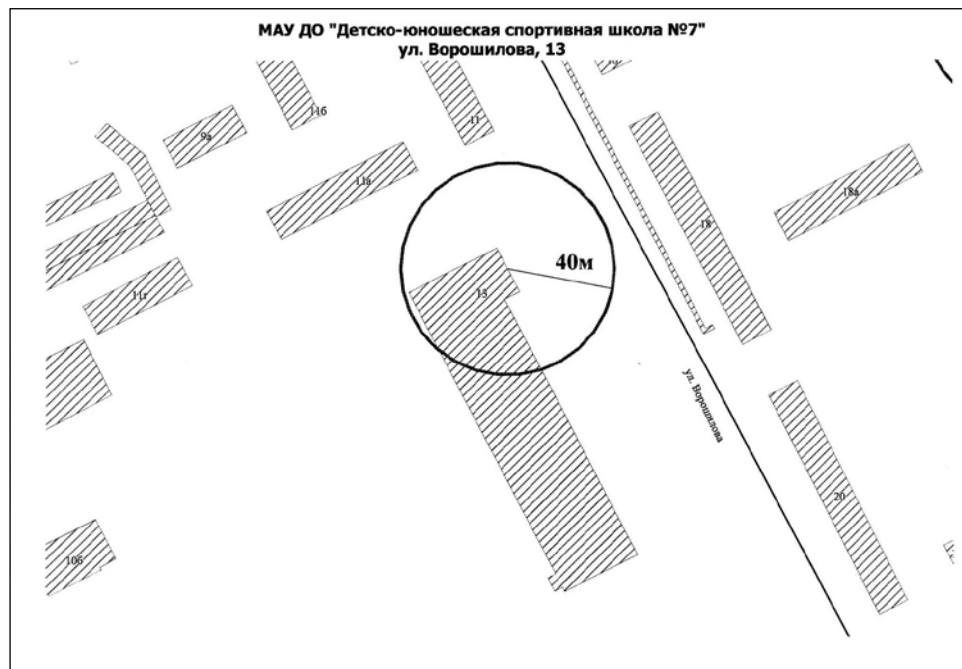 МАУ ДО "Детско-юношеская спортивная школа №7"
ул. Ворошилова, 13
11б
11
9а
11а
18а
18
40м
13
11г
ул. Ворошилова
20
10б